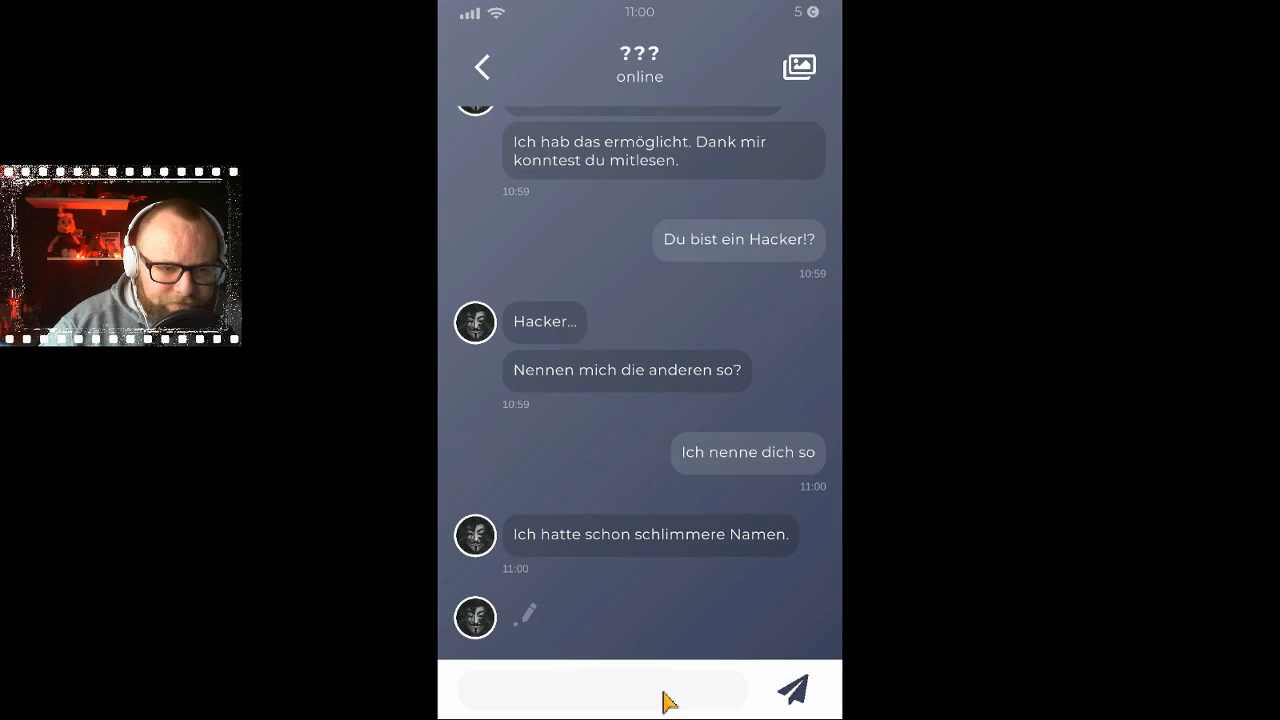 11:00
5
???
online
Ich hab das ermöglicht. Dank mir
konntest du mitlesen.
10:59
Du bist ein Hacker!?
10:59
Hacker...
Nennen mich die anderen so?
10:59
Ich nenne dich so
11:00
Ich hatte schon schlimmere Namen.
11:00